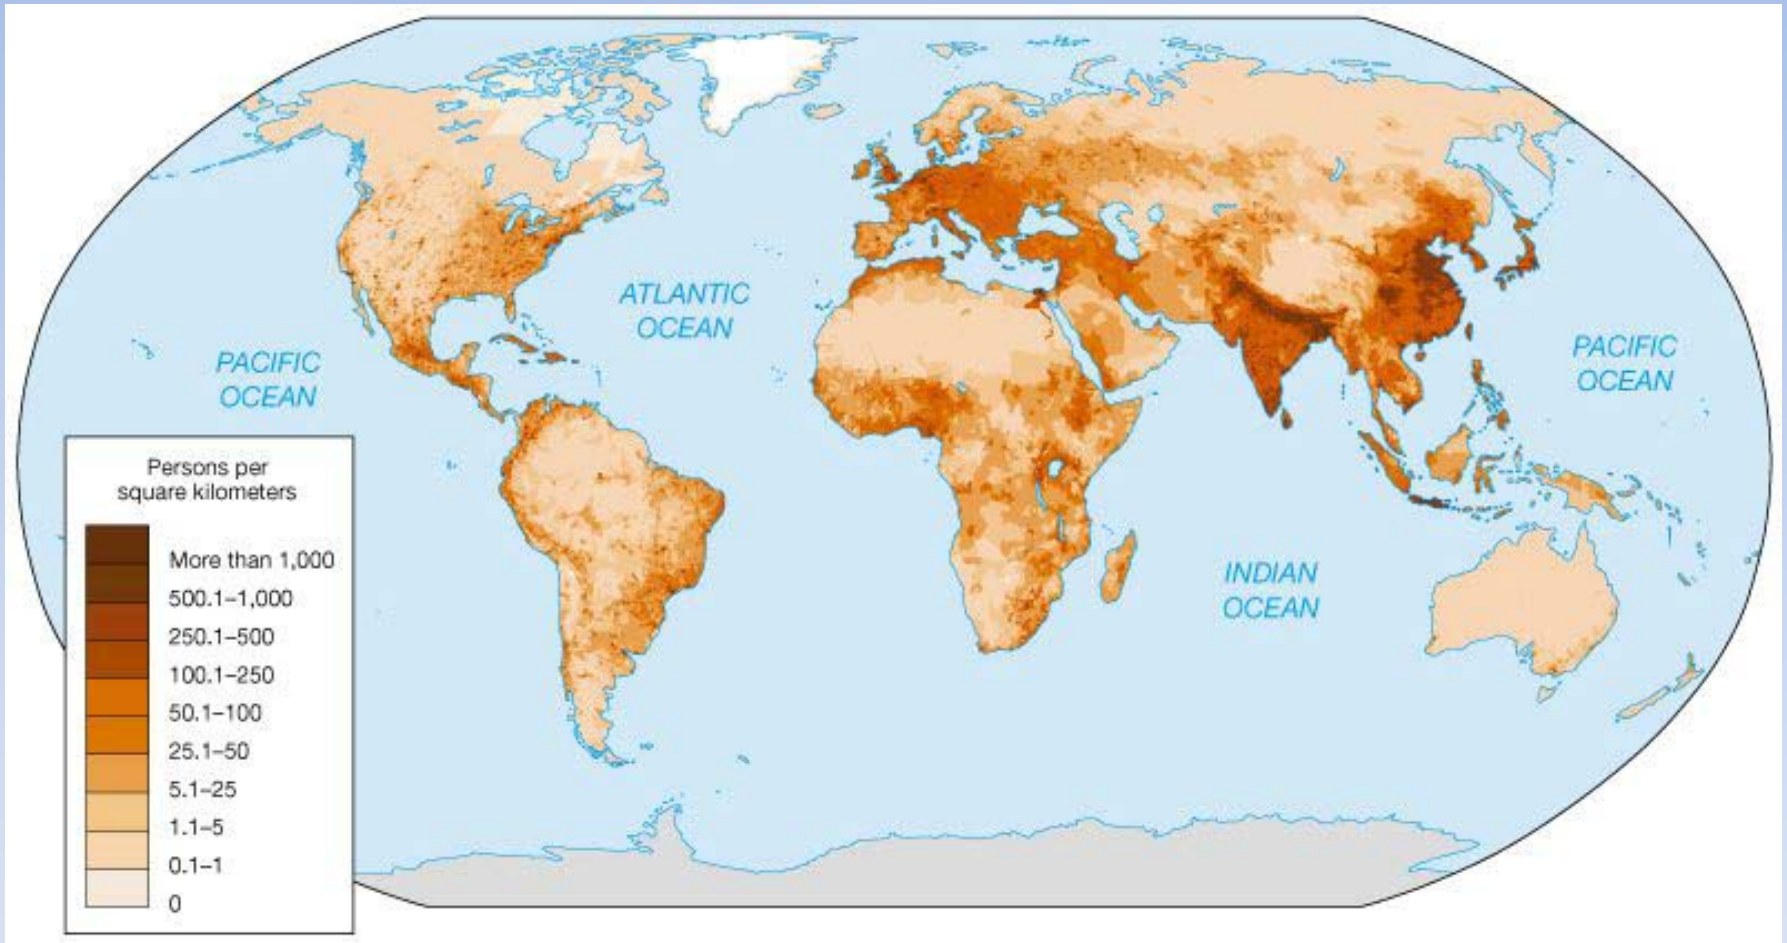 ATLANTIC
OCEAN
PACIFIC
OCEAN
PACIFIC
OCEAN
INDIAN
OCEAN
Persons per
square kilometers
More than 1,000
500.1–1,000
250.1–500
100.1–250
50.1–100
25.1–50
5.1–25
1.1–5
0.1–1
0